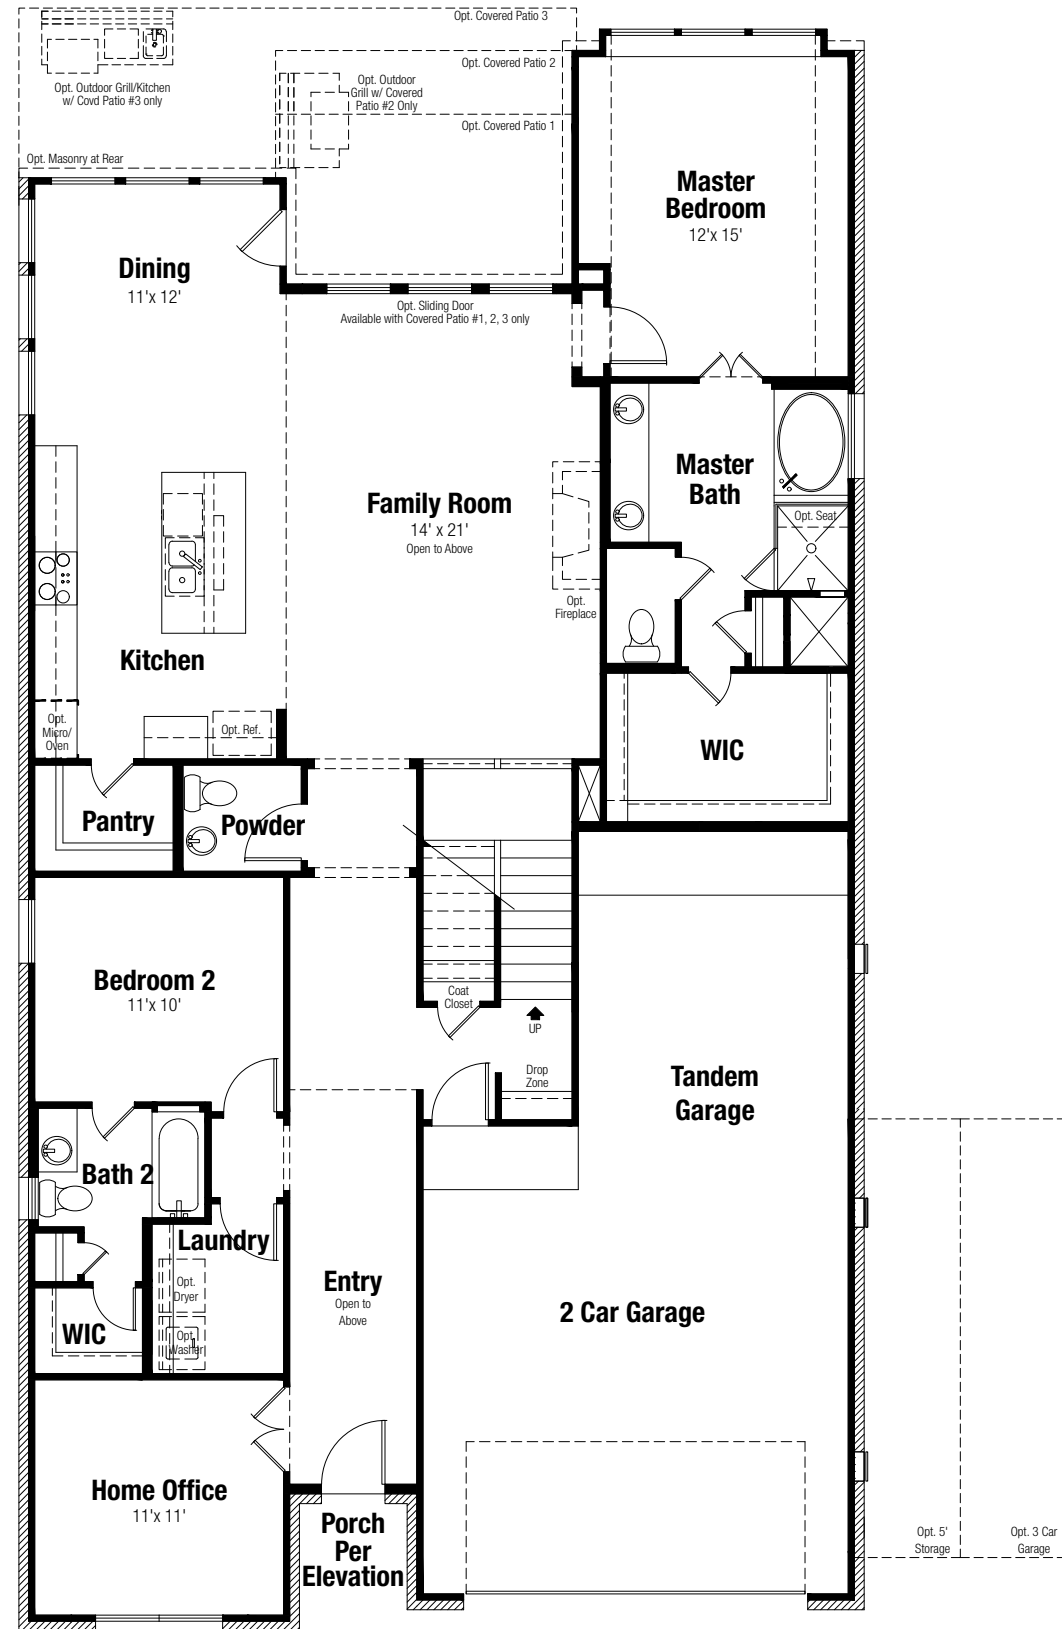 Opt. Covered Patio 3
Opt. Covered Patio 2
Opt. Outdoor
Grill w/ Covered
Patio #2 Only
Opt. Outdoor Grill/Kitchen
w/ Covd Patio #3 only
Opt. Covered Patio 1
Opt. Masonry at Rear
Master
Bedroom
12'x 15'
Dining
11'x 12'
Opt. Sliding Door
Available with Covered Patio #1, 2, 3 only
Master
Bath
Family Room
14' x 21'
Open to Above
Opt. Seat
Opt.
Fireplace
Kitchen
Opt.
Micro/
Oven
Opt. Ref.
WIC
Pantry
Powder
Bedroom 2
11'x 10'
Coat
Closet
UP
Drop
Zone
Tandem
Garage
Bath 2
Laundry
Opt.
Dryer
Entry
Open to
Above
2 Car Garage
WIC
Opt.
Washer
Home Office
11'x 11'
Porch
Per
Elevation
Opt. 5'
Storage
Opt. 3 Car
Garage